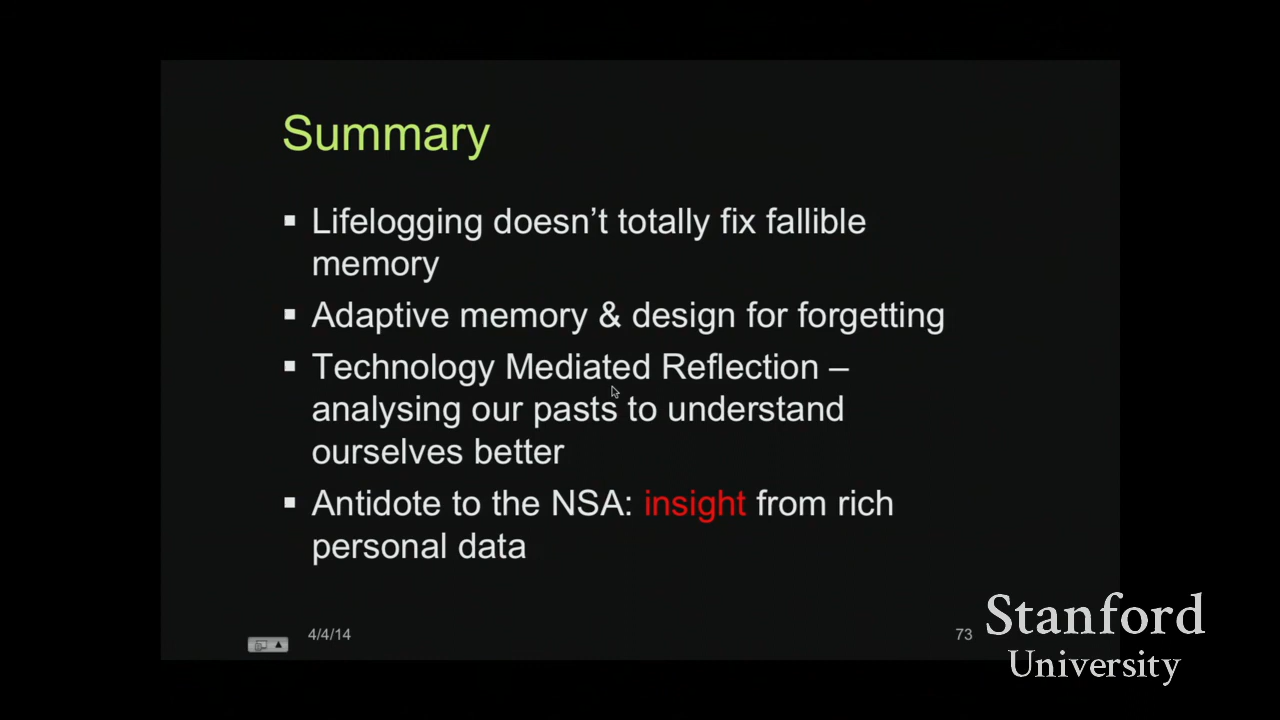 Summary
▪ Lifelogging doesn’t totally fix fallible
memory
▪ Adaptive memory & design for forgetting
▪ Technology Mediated Reflection –
analysing our pasts to understand
ourselves better
▪ Antidote to the NSA: insight from rich
personal data
4/4/14
73
Stanford
University